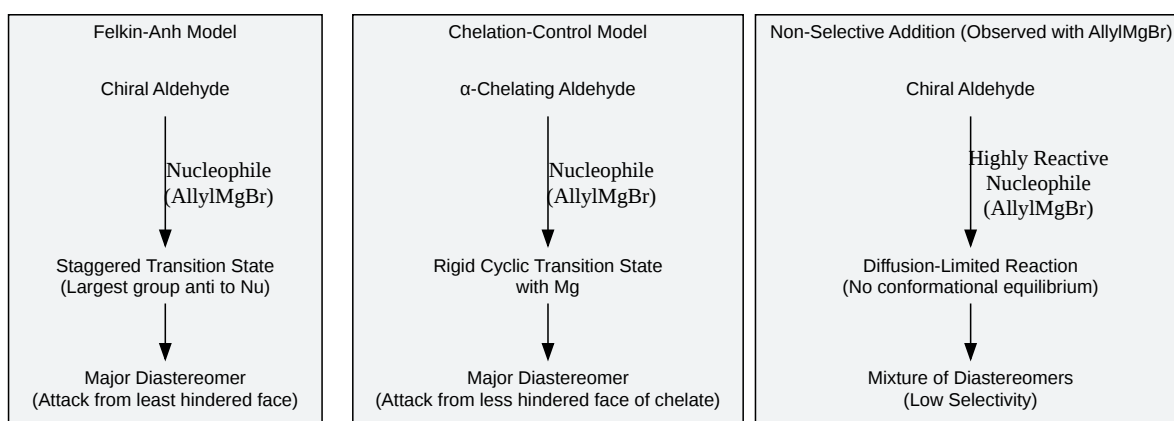 Felkin-Anh Model
Chiral Aldehyde
Nucleophile
(AllylMgBr)
Staggered Transition State
(Largest group anti to Nu)
Major Diastereomer
(Attack from least hindered face)
Chelation-Control Model
α-Chelating Aldehyde
Nucleophile
(AllylMgBr)
Rigid Cyclic Transition State
with Mg
Major Diastereomer
(Attack from less hindered face of chelate)
Non-Selective Addition (Observed with AllylMgBr)
Chiral Aldehyde
Highly Reactive
Nucleophile
(AllylMgBr)
Diffusion-Limited Reaction
(No conformational equilibrium)
Mixture of Diastereomers
(Low Selectivity)